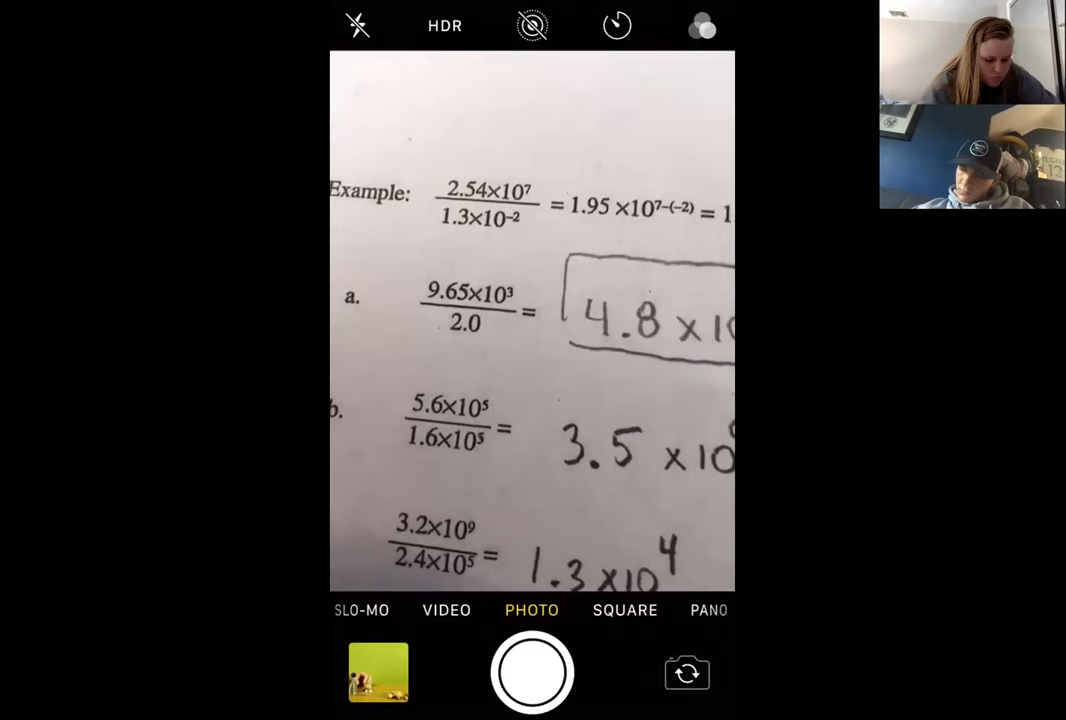 HDR
Example: 2.54×10⁷ / 1.3×10⁻² = 1.95 ×10⁷⁻⁽⁻²⁾ = 1
a. 9.65×10³ / 2.0 = 4.8 x 10
b. 5.6×10⁵ / 1.6×10⁵ = 3.5 x 10
3.2×10⁹ / 2.4×10⁵ = 1.3 x 10⁴
SLO-MO VIDEO PHOTO SQUARE PANO